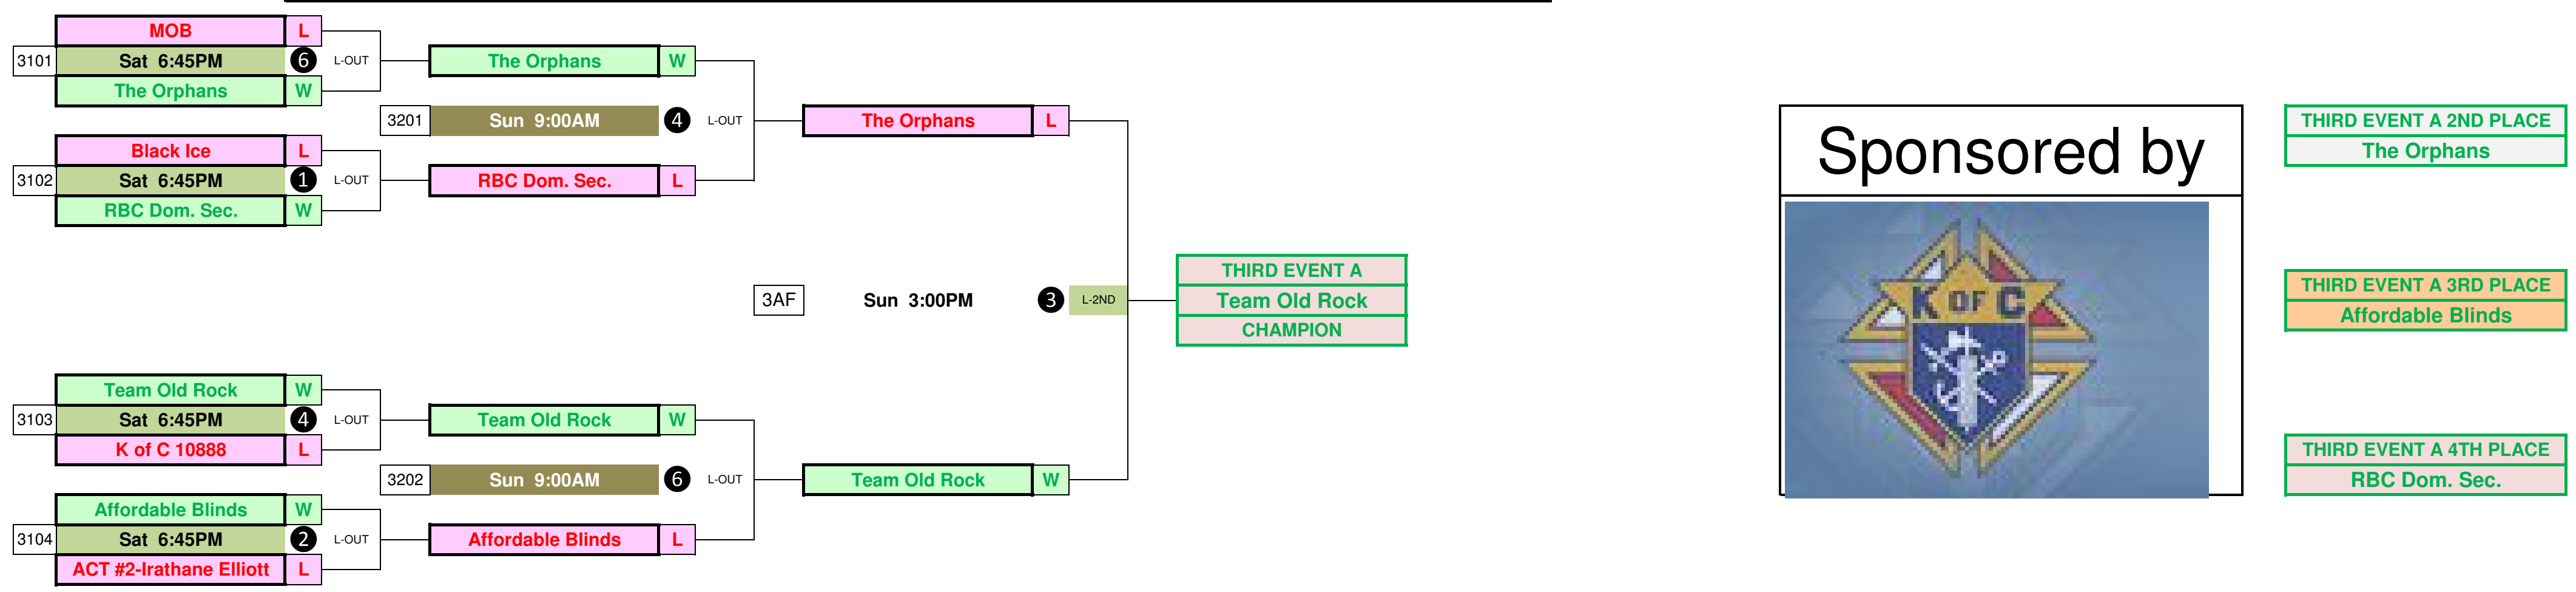 MOB L
3101 Sat 6:45PM 6 L-OUT
The Orphans W
The Orphans W
3201 Sun 9:00AM 4 L-OUT
Black Ice L
3102 Sat 6:45PM 1 L-OUT
RBC Dom. Sec. W
RBC Dom. Sec. L
The Orphans L
3AF Sun 3:00PM 3 L-2ND
THIRD EVENT A
Team Old Rock
CHAMPION
Team Old Rock W
3103 Sat 6:45PM 4 L-OUT
K of C 10888 L
Team Old Rock W
3202 Sun 9:00AM 6 L-OUT
Affordable Blinds W
3104 Sat 6:45PM 2 L-OUT
ACT #2-Irathane Elliott L
Affordable Blinds L
Team Old Rock W
Sponsored by
K OF C
THIRD EVENT A 2ND PLACE
The Orphans
THIRD EVENT A 3RD PLACE
Affordable Blinds
THIRD EVENT A 4TH PLACE
RBC Dom. Sec.